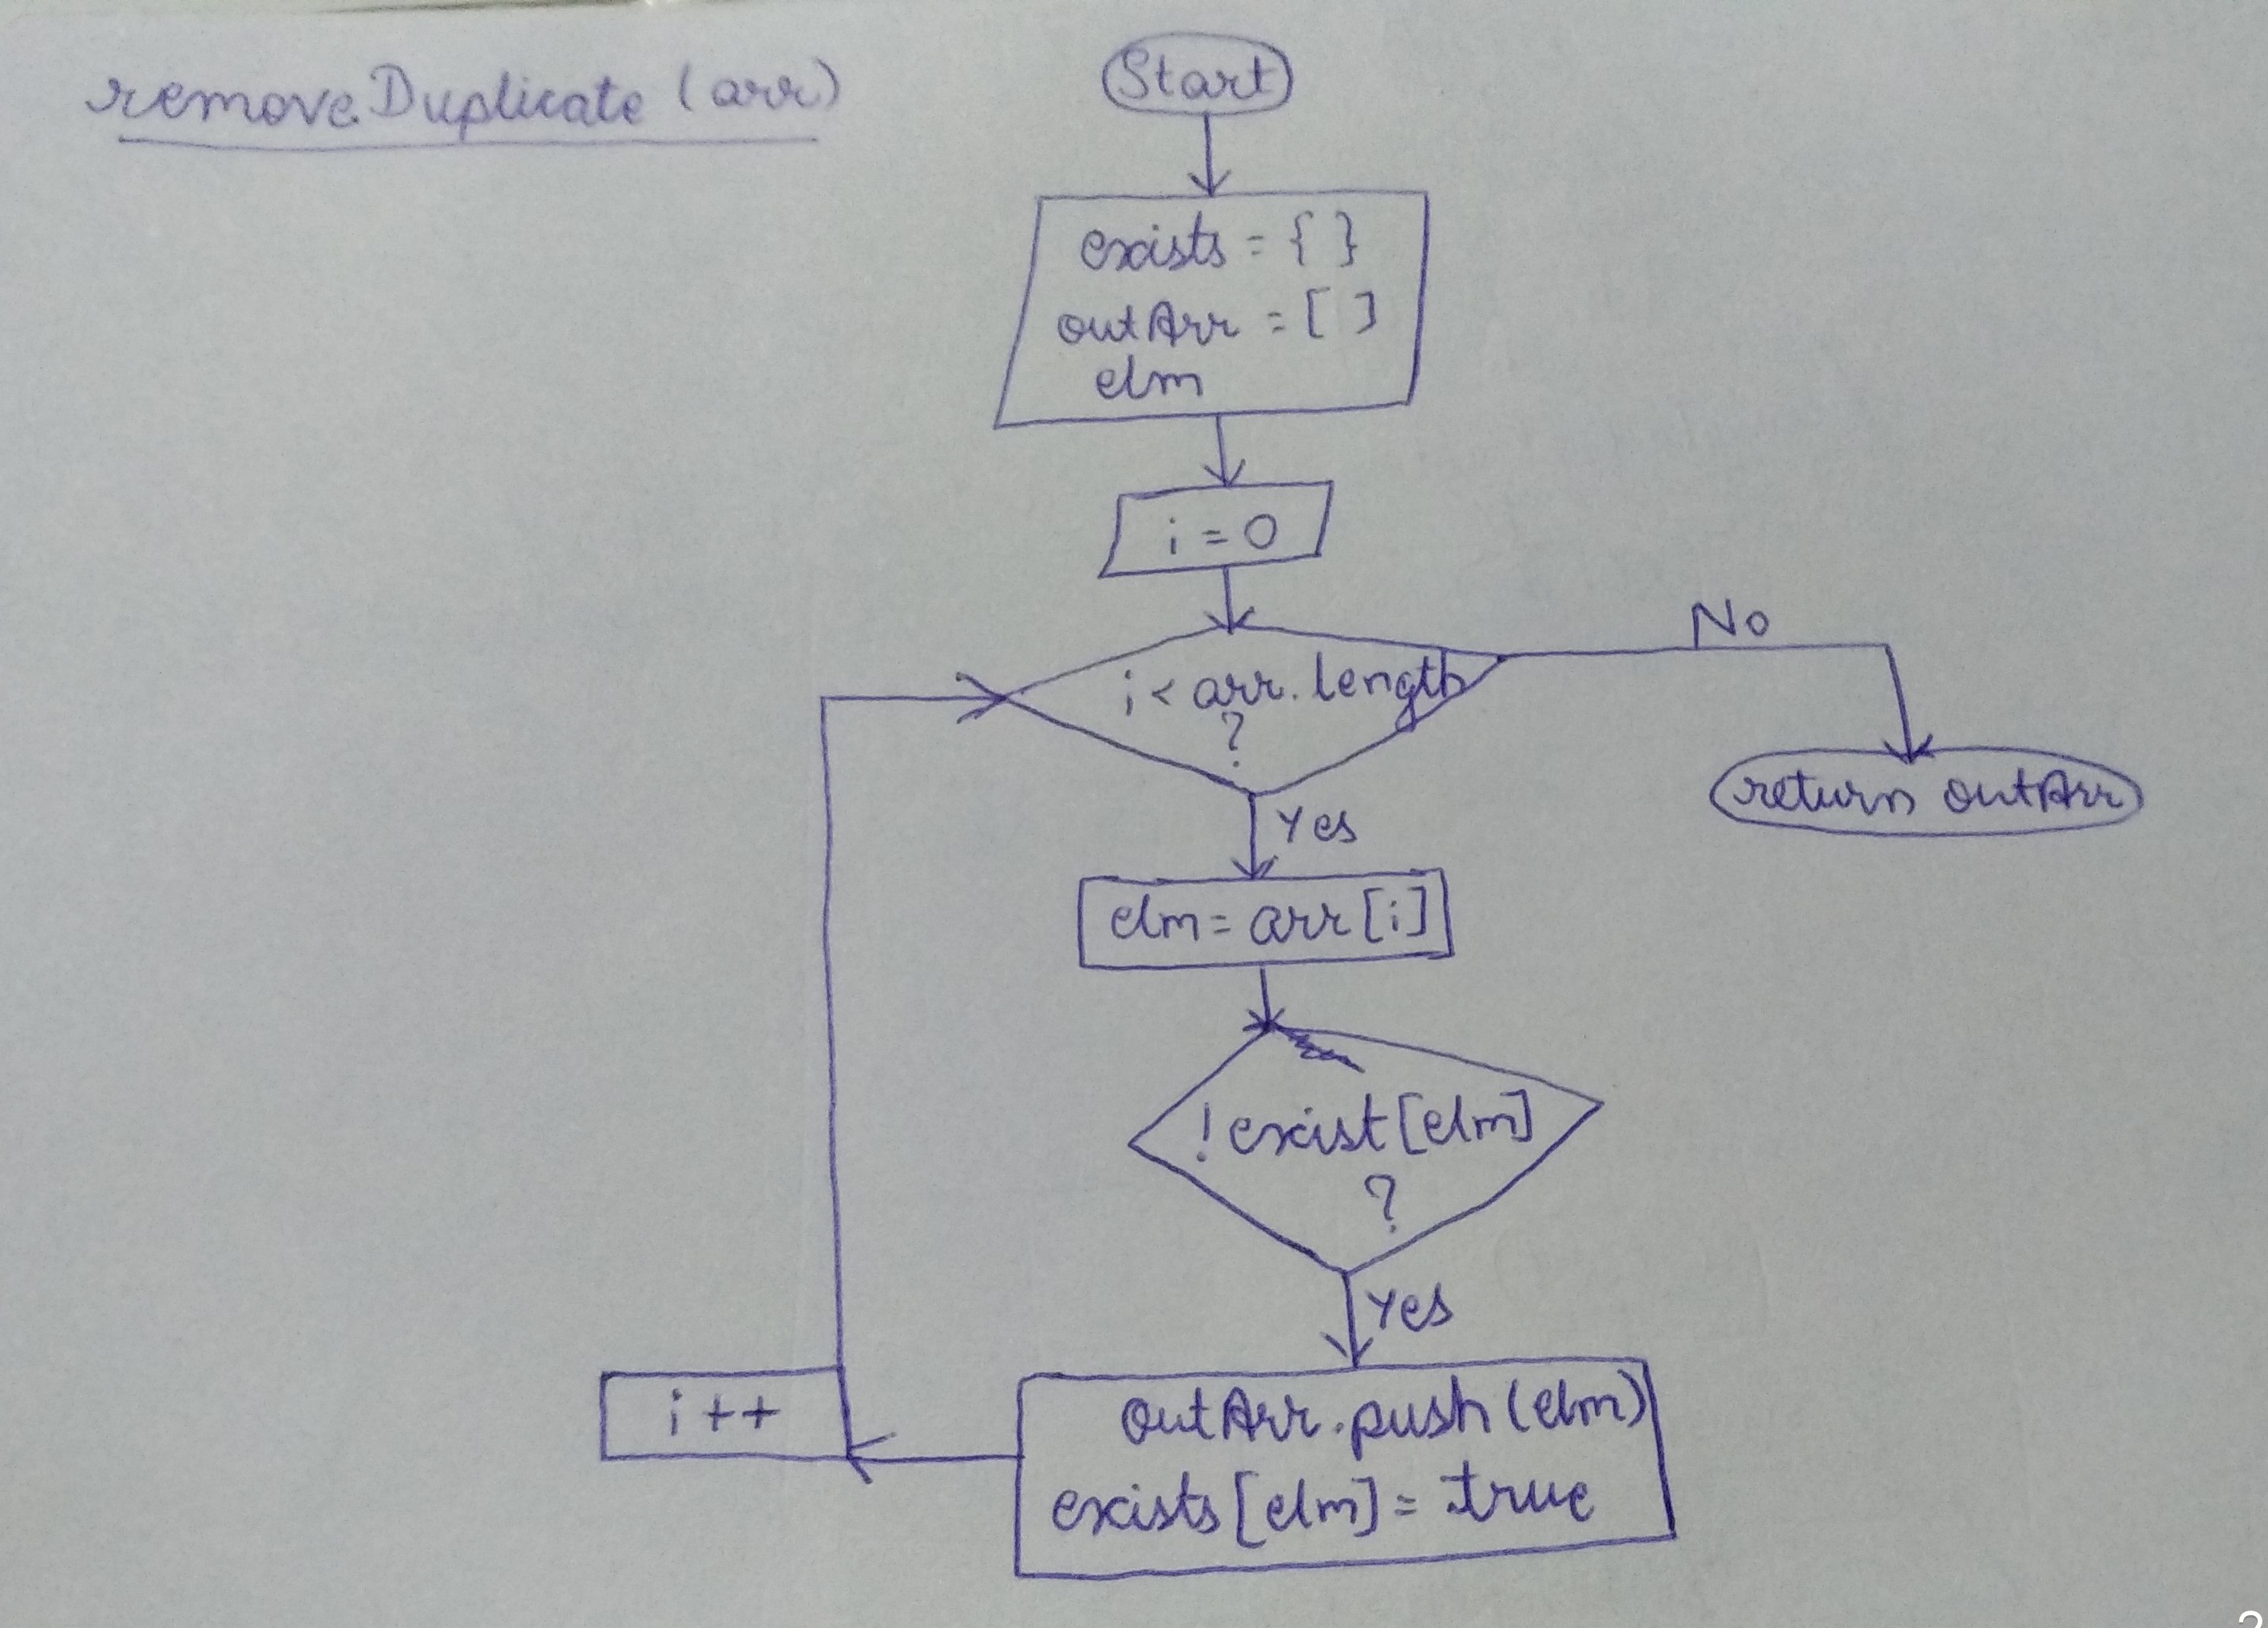 removeDuplicate (arr)
Start
exists = { }
outArr = [ ]
elm
i = 0
i < arr.length
?
No
return outArr
Yes
elm = arr[i]
!exist[elm]
?
Yes
outArr.push(elm)
exists[elm] = true
i ++